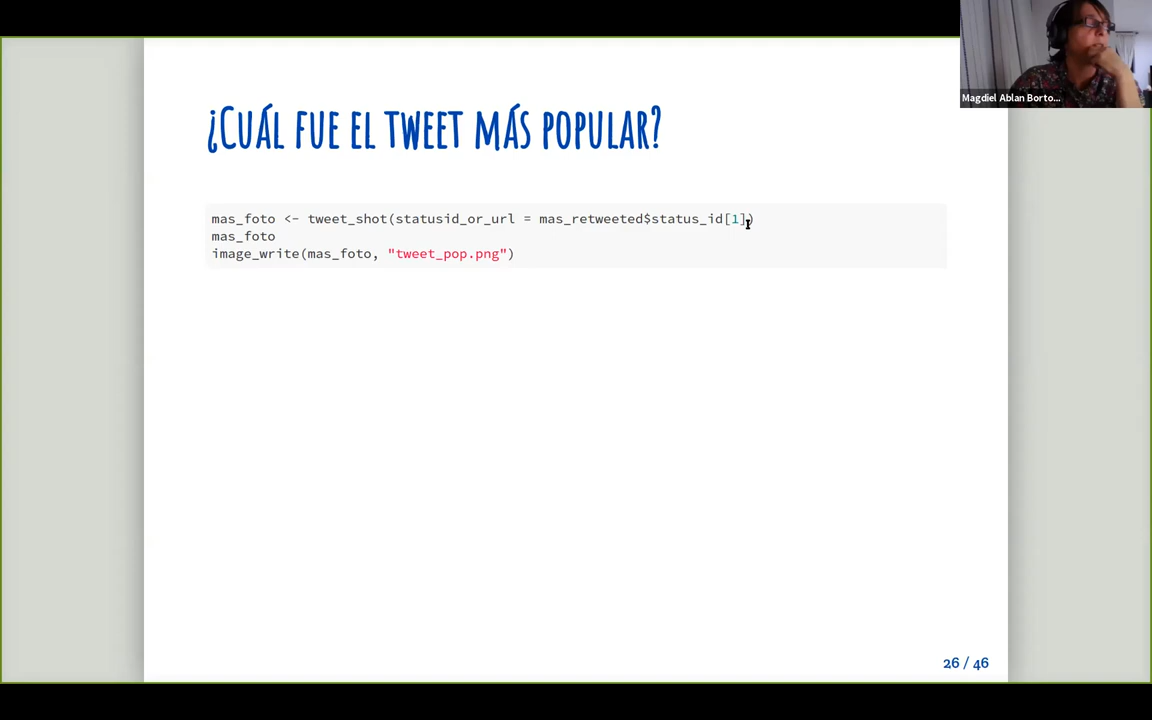 Magdiel Ablan Borto...
¿Cuál fue el tweet más popular?
mas_foto <- tweet_shot(statusid_or_url = mas_retweeted$status_id[1])
mas_foto
image_write(mas_foto, "tweet_pop.png")
26 / 46